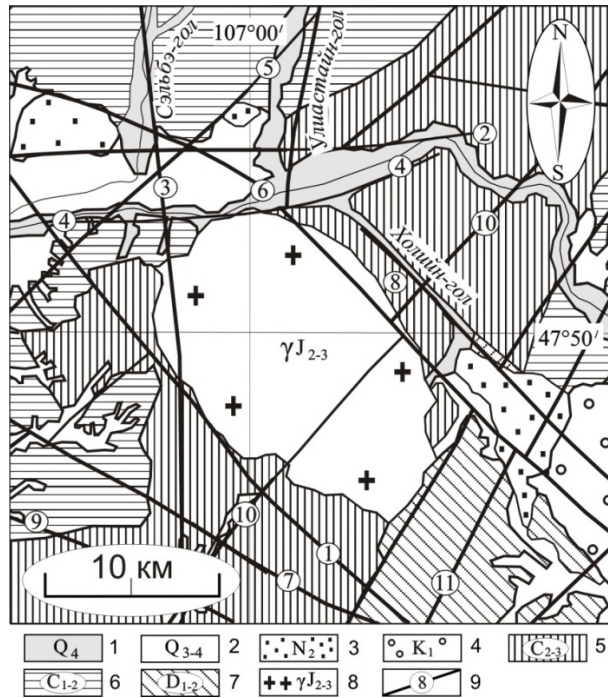 107°00′
N
Сэльбэ-гол
Улиастайн-гол
5
2
4
S
3
6
10
4
Холийн-гол
8
γJ2-3
47°50′
10
9
1
10 км
7
11
Q4 1
Q3-4 2
N2 3
K1 4
C2-3 5
C1-2 6
D1-2 7
γJ2-3 8
8 9